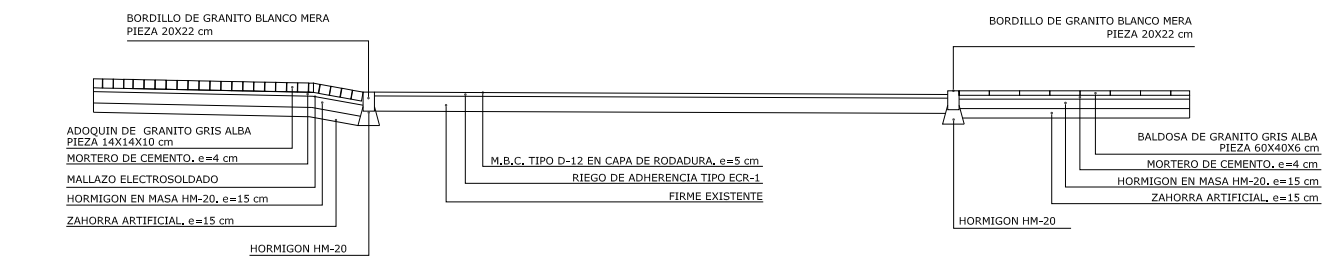 BORDILLO DE GRANITO BLANCO MERA
PIEZA 20X22 cm
BORDILLO DE GRANITO BLANCO MERA
PIEZA 20X22 cm
ADOQUIN DE GRANITO GRIS ALBA
PIEZA 14X14X10 cm
MORTERO DE CEMENTO. e=4 cm
MALLAZO ELECTROSOLDADO
HORMIGON EN MASA HM-20. e=15 cm
ZAHORRA ARTIFICIAL. e=15 cm
HORMIGON HM-20
M.B.C. TIPO D-12 EN CAPA DE RODADURA. e=5 cm
RIEGO DE ADHERENCIA TIPO ECR-1
FIRME EXISTENTE
BALDOSA DE GRANITO GRIS ALBA
PIEZA 60X40X6 cm
MORTERO DE CEMENTO. e=4 cm
HORMIGON EN MASA HM-20. e=15 cm
ZAHORRA ARTIFICIAL. e=15 cm
HORMIGON HM-20